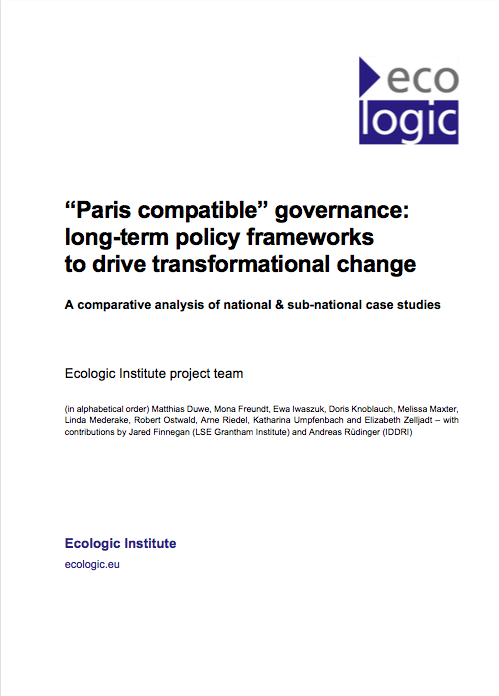 eco
logic
“Paris compatible” governance:
long-term policy frameworks
to drive transformational change
A comparative analysis of national & sub-national case studies
Ecologic Institute project team
(in alphabetical order) Matthias Duwe, Mona Freundt, Ewa Iwaszuk, Doris Knoblauch, Melissa Maxter,
Linda Mederake, Robert Ostwald, Arne Riedel, Katharina Umpfenbach and Elizabeth Zelljadt – with
contributions by Jared Finnegan (LSE Grantham Institute) and Andreas Rüdinger (IDDRI)
Ecologic Institute
ecologic.eu